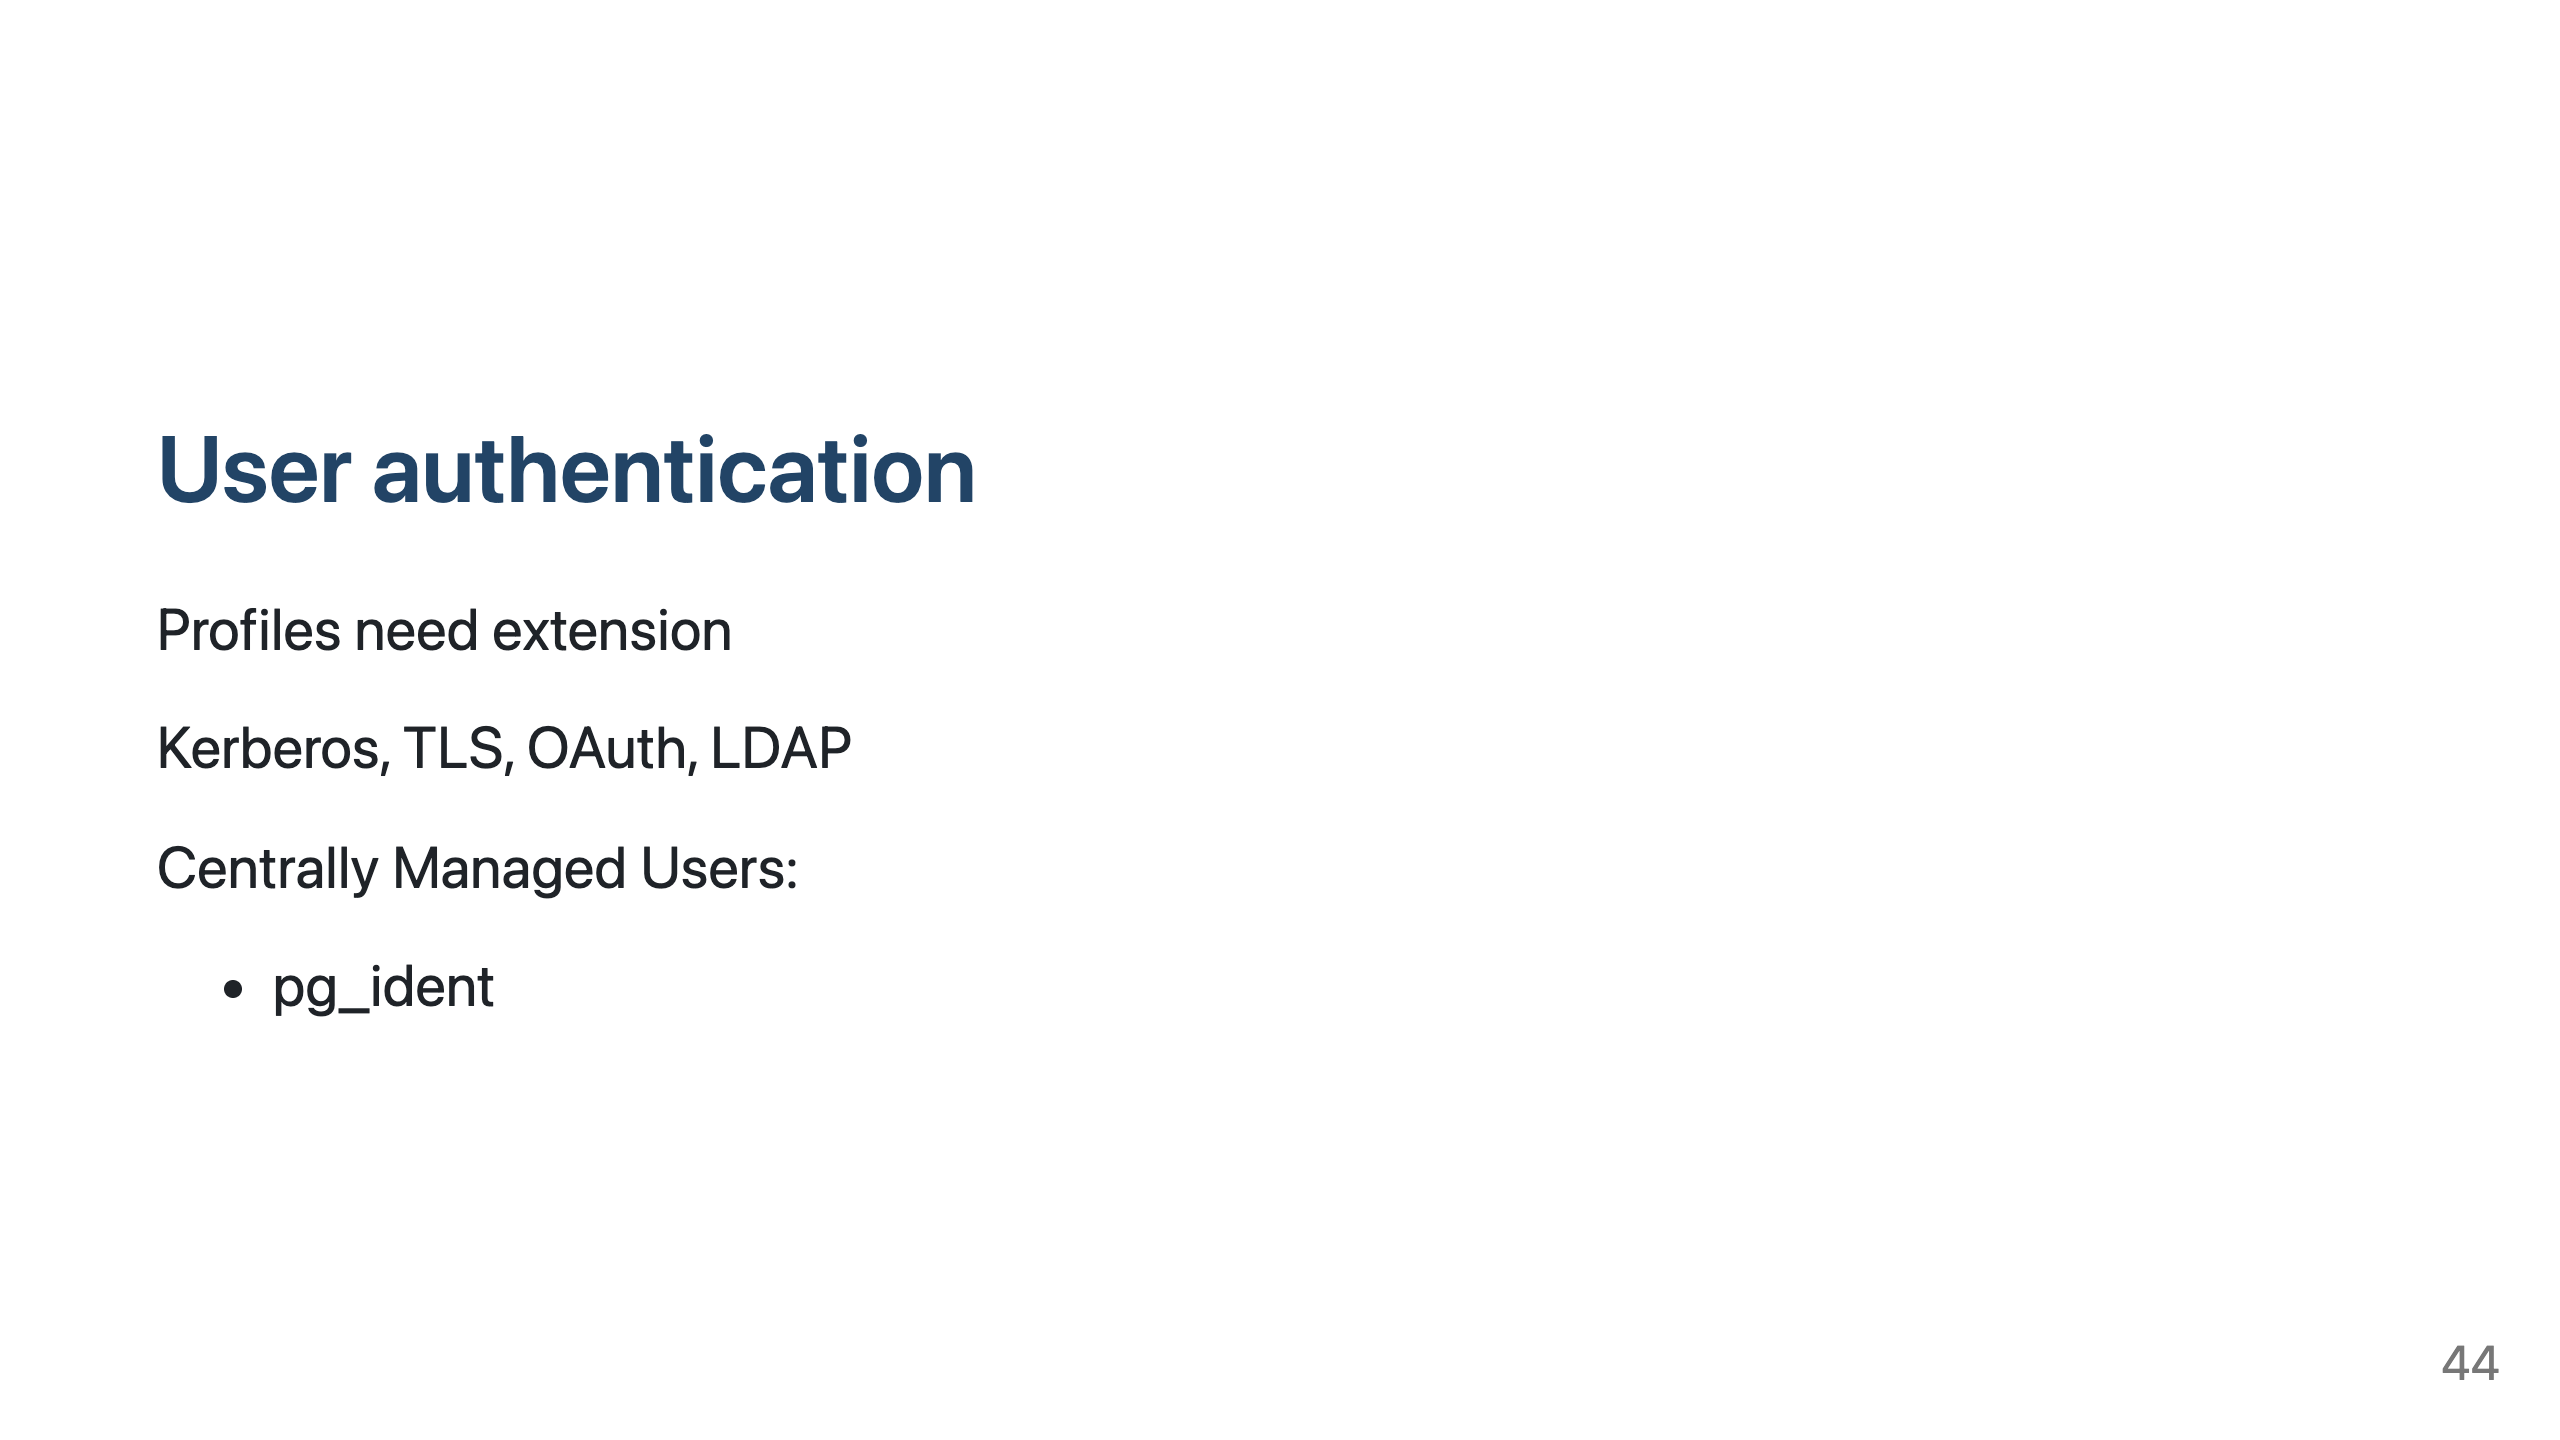 User authentication
Profiles need extension
Kerberos, TLS, OAuth, LDAP
Centrally Managed Users:
• pg_ident
44